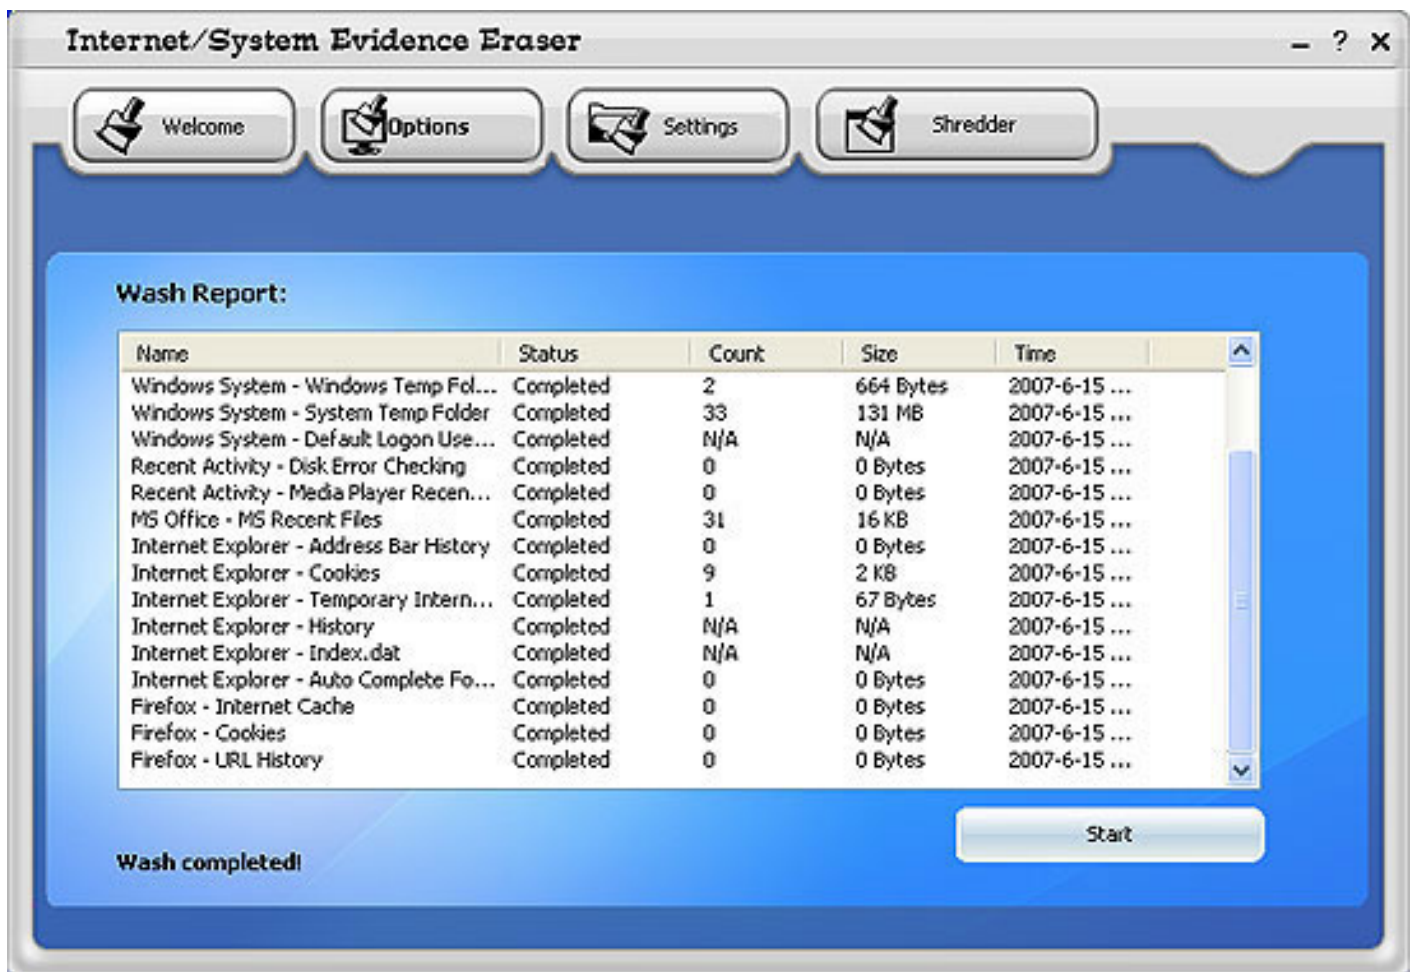 Internet/System Evidence Eraser
Welcome Options Settings Shredder
Wash Report:
Name Status Count Size Time
Windows System - Windows Temp Fol... Completed 2 664 Bytes 2007-6-15 ...
Windows System - System Temp Folder Completed 33 131 MB 2007-6-15 ...
Windows System - Default Logon Use... Completed N/A N/A 2007-6-15 ...
Recent Activity - Disk Error Checking Completed 0 0 Bytes 2007-6-15 ...
Recent Activity - Media Player Recen... Completed 0 0 Bytes 2007-6-15 ...
MS Office - MS Recent Files Completed 31 16 KB 2007-6-15 ...
Internet Explorer - Address Bar History Completed 0 0 Bytes 2007-6-15 ...
Internet Explorer - Cookies Completed 9 2 KB 2007-6-15 ...
Internet Explorer - Temporary Intern... Completed 1 67 Bytes 2007-6-15 ...
Internet Explorer - History Completed N/A N/A 2007-6-15 ...
Internet Explorer - Index.dat Completed N/A N/A 2007-6-15 ...
Internet Explorer - Auto Complete Fo... Completed 0 0 Bytes 2007-6-15 ...
Firefox - Internet Cache Completed 0 0 Bytes 2007-6-15 ...
Firefox - Cookies Completed 0 0 Bytes 2007-6-15 ...
Firefox - URL History Completed 0 0 Bytes 2007-6-15 ...
Start
Wash completed!